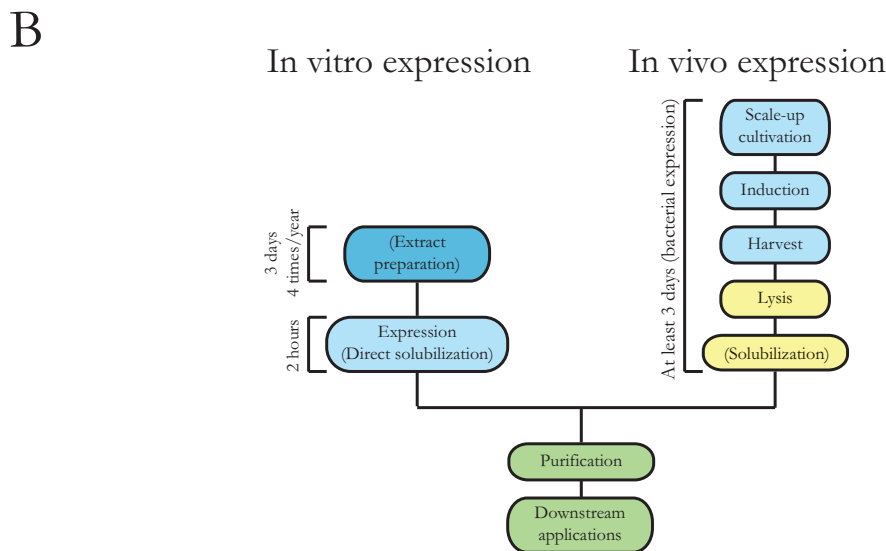 B
In vitro expression
In vivo expression
3 days
4 times/year
(Extract
preparation)
2 hours
Expression
(Direct solubilization)
At least 3 days (bacterial expression)
Scale-up
cultivation
Induction
Harvest
Lysis
(Solubilization)
Purification
Downstream
applications